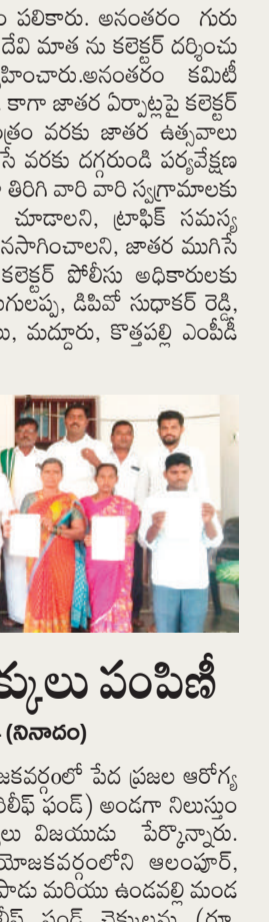 పలికారు. అనంతరం గురు
దేవి మాత ను కలెక్టర్ దర్శించు
హించారు.అనంతరం కమిటీ
కాగా జాతర ఏర్పాట్లపై కలెక్టర్
త్రం వరకు జాతర ఉత్సవాలు
సే వరకు దగ్గరుండి పర్యవేక్షణ
తిరిగి వారి వారి స్వగ్రామాలకు
చూడాలని, ట్రాఫిక్ సమస్య
నసాగించాలని, జాతర ముగిసే
కలెక్టర్ పోలీసు అధికారులకు
గులప్ప, డిపివో సుధాకర్ రెడ్డి,
లు, మద్దూరు, కొత్తపల్లి ఎంపీడీ
క్కులు పంపిణీ
(నినాదం)
జకవర్గంలో పేద ప్రజల ఆరోగ్య
రిలీఫ్ ఫండ్) అండగా నిలుస్తుం
లు విజయుడు పేర్కొన్నారు.
యోజకవర్గంలోని ఆలంపూర్,
పాడు మరియు ఉండవల్లి మండ